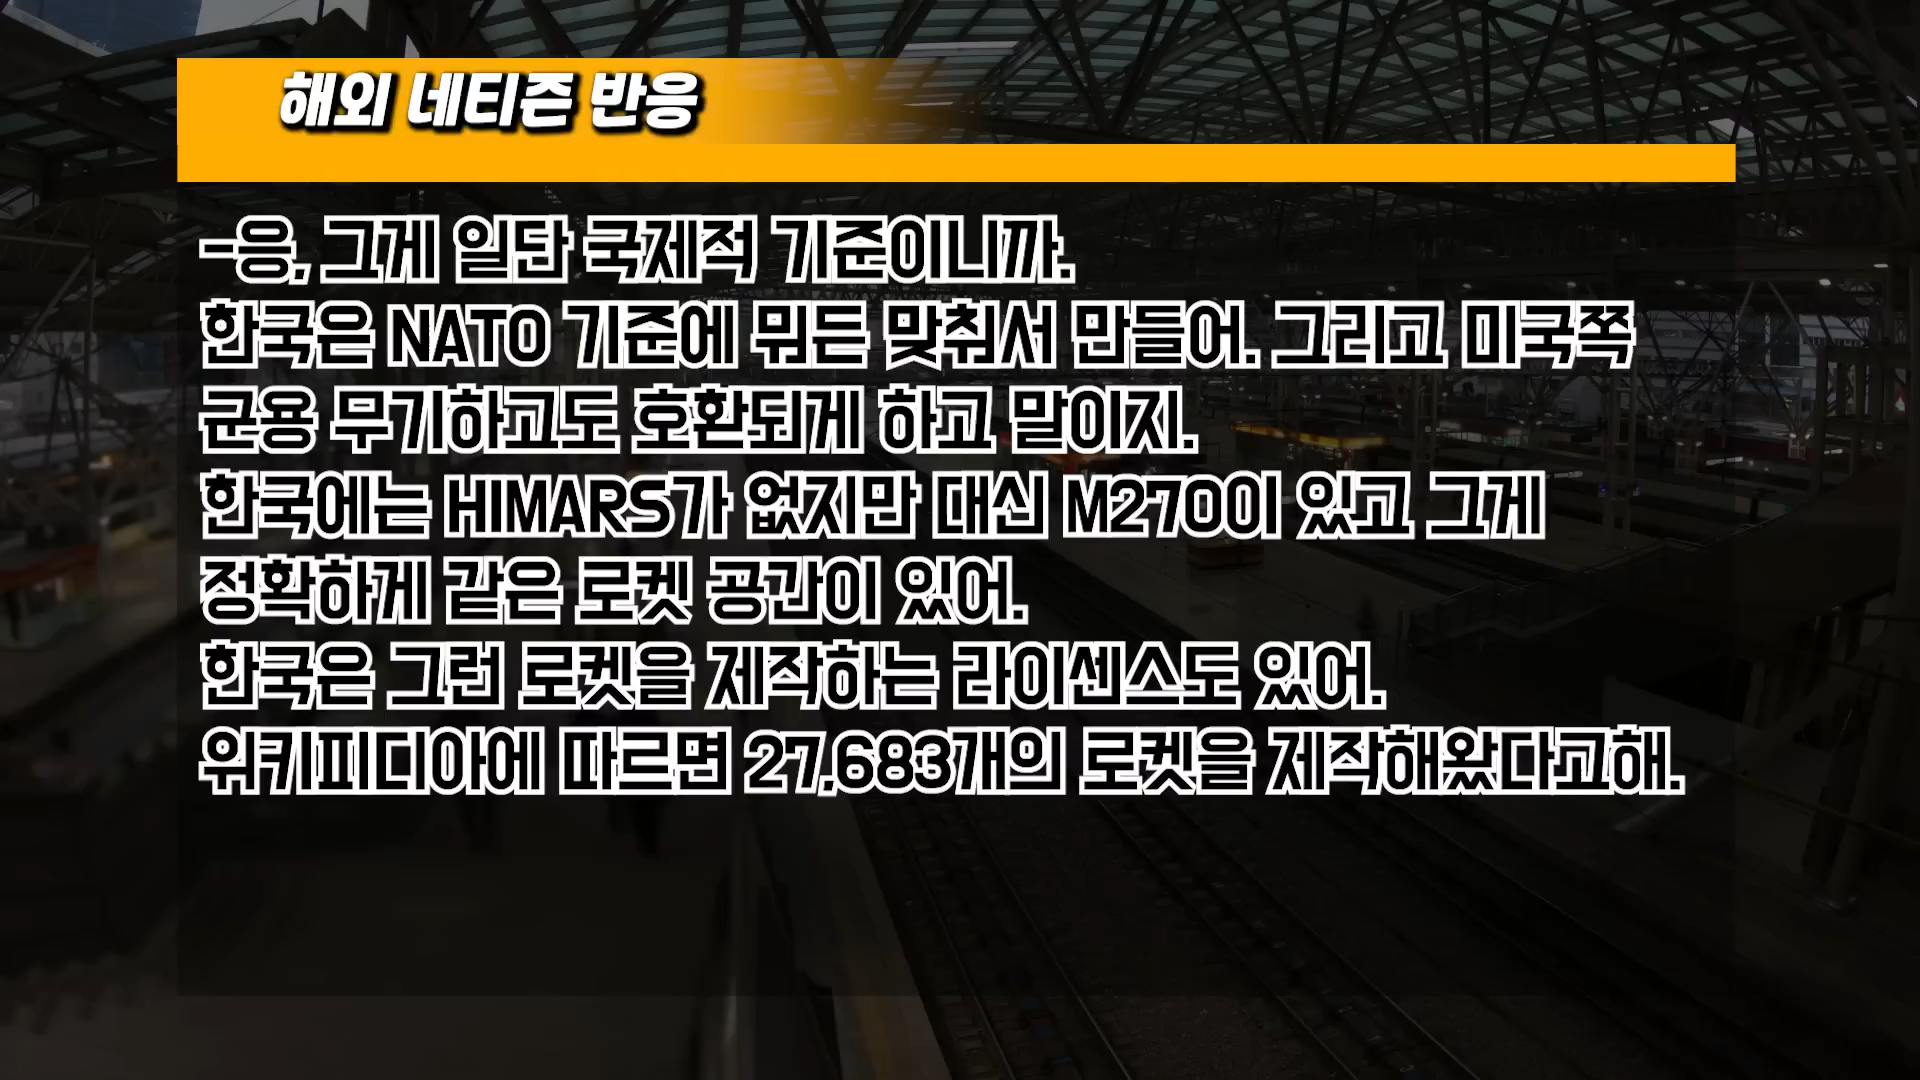 해외 네티즌 반응
-응, 그게 일단 국제적 기준이니까.
한국은 NATO 기준에 뭐든 맞춰서 만들어. 그리고 미국쪽
군용 무기하고도 호환되게 하고 말이지.
한국에는 HIMARS가 없지만 대신 M270이 있고 그게
정확하게 같은 로켓 공간이 있어.
한국은 그런 로켓을 제작하는 라이센스도 있어.
위키피디아에 따르면 27,683개의 로켓을 제작해왔다고해.